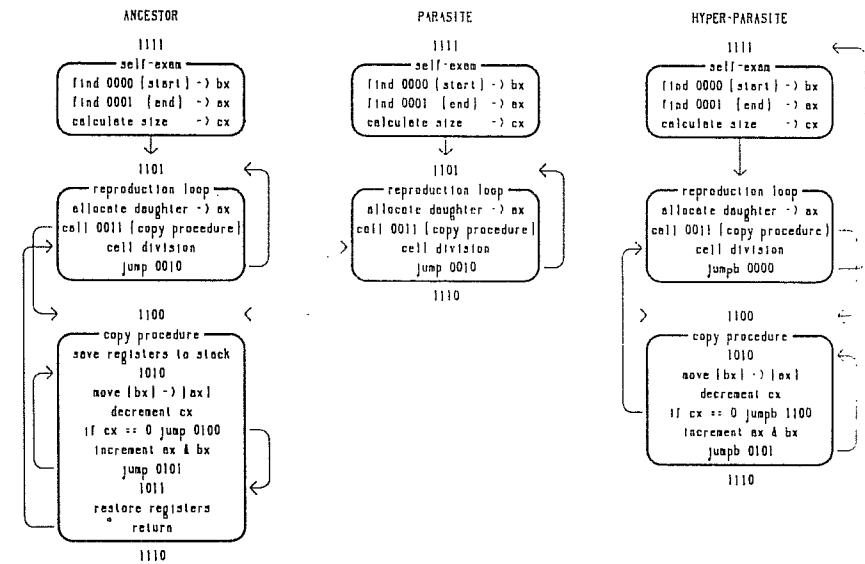 ANCESTOR
1111
self-exam
find 0000 [start] -> bx
find 0001 [end] -> ax
calculate size -> cx
1101
reproduction loop
allocate daughter -> ax
call 0011 [copy procedure]
cell division
jump 0010
1100
copy procedure
save registers to stack
1010
move [bx] -> [ax]
decrement cx
if cx == 0 jump 0100
increment ax & bx
jump 0101
1011
restore registers
return
1110
PARASITE
1111
self-exam
find 0000 [start] -> bx
find 0001 [end] -> ax
calculate size -> cx
1101
reproduction loop
allocate daughter -> ax
call 0011 [copy procedure]
cell division
jump 0010
1110
HYPER-PARASITE
1111
self-exam
find 0000 [start] -> bx
find 0001 [end] -> ax
calculate size -> cx
reproduction loop
allocate daughter -> ax
call 0011 [copy procedure]
cell division
jumpb 0000
1100
copy procedure
1010
move [bx] -> [ax]
decrement cx
if cx == 0 jumpb 1100
increment ax & bx
jumpb 0101
1110